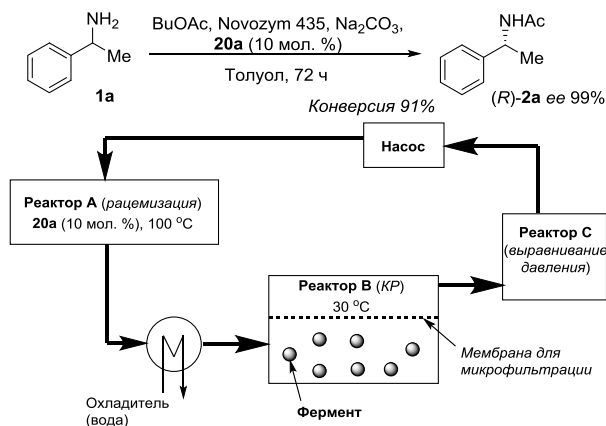 NH₂
Me
1a
BuOAc, Novozym 435, Na₂CO₃,
20a (10 мол. %)
Толуол, 72 ч
NHAc
Me
(R)-2a ee 99%
Конверсия 91%
Насос
Реактор A (рацемизация)
20a (10 мол. %), 100 °C
Реактор B (КР)
30 °C
Реактор C
(выравнивание
давления)
Мембрана для
микрофильтрации
Охладитель
(вода)
Фермент